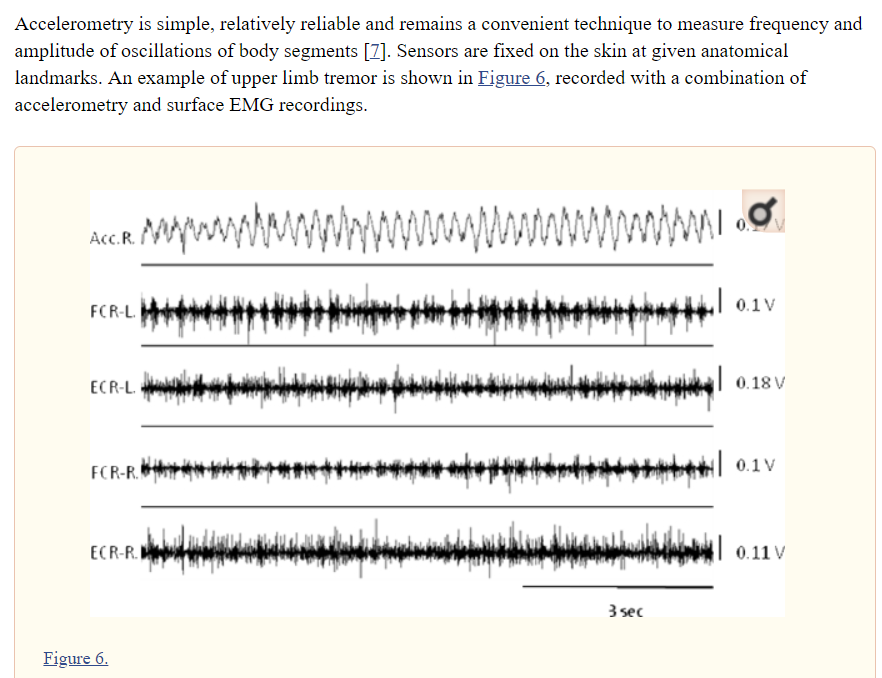 Accelerometry is simple, relatively reliable and remains a convenient technique to measure frequency and
amplitude of oscillations of body segments [7]. Sensors are fixed on the skin at given anatomical
landmarks. An example of upper limb tremor is shown in Figure 6, recorded with a combination of
accelerometry and surface EMG recordings.
Acc.R.
FCR-L. 0.1 V
ECR-L. 0.18 V
FCR-R. 0.1 V
ECR-R. 0.11 V
3 sec
Figure 6.